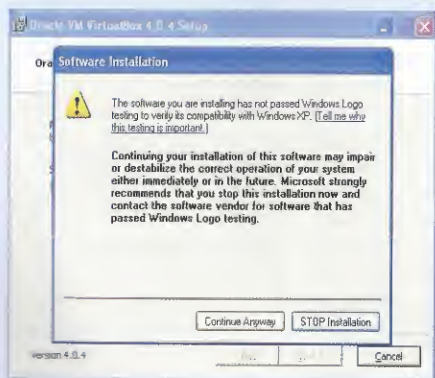 Oracle VM VirtualBox 4.0.4 Setup
Ora
Software Installation
The software you are installing has not passed Windows Logo
testing to verify its compatibility with Windows XP. (Tell me why
this testing is important.)
Continuing your installation of this software may impair
or destabilize the correct operation of your system
either immediately or in the future. Microsoft strongly
recommends that you stop this installation now and
contact the software vendor for software that has
passed Windows Logo testing.
Continue Anyway
STOP Installation
version 4.0.4
Cancel